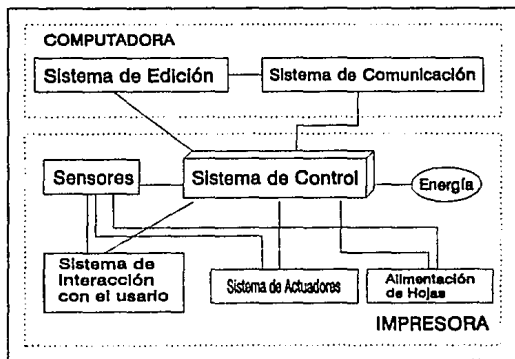 COMPUTADORA
Sistema de Edición
Sistema de Comunicación
Sensores
Sistema de Control
Energía
Sistema de
Interacción
con el usario
Sistema de Actuadores
Alimentación
de Hojas
IMPRESORA